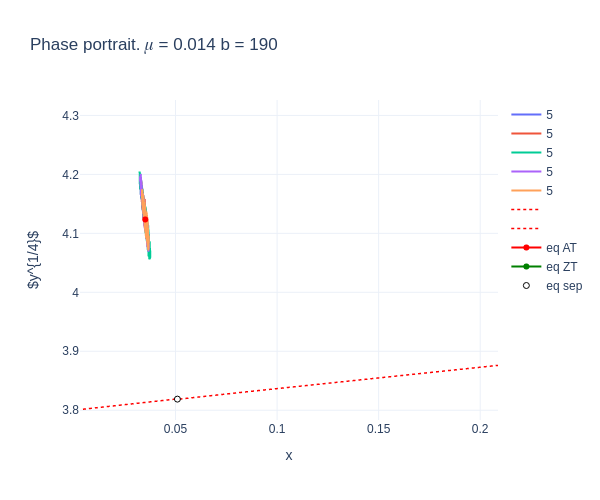 Phase portrait. μ = 0.014 b = 190
4.3
4.2
4.1
4
3.9
3.8
$y^{1/4}$
0.05
0.1
0.15
0.2
x
5
5
5
5
5
eq AT
eq ZT
eq sep